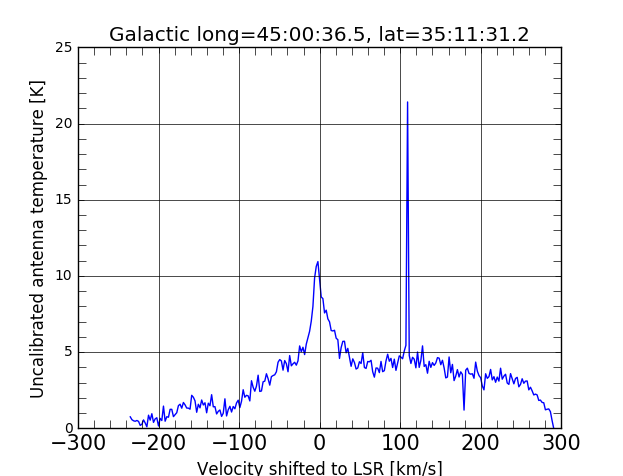 Galactic long=45:00:36.5, lat=35:11:31.2
Uncalibrated antenna temperature [K]
25
20
15
10
5
0
−300 −200 −100 0 100 200 300
Velocity shifted to LSR [km/s]